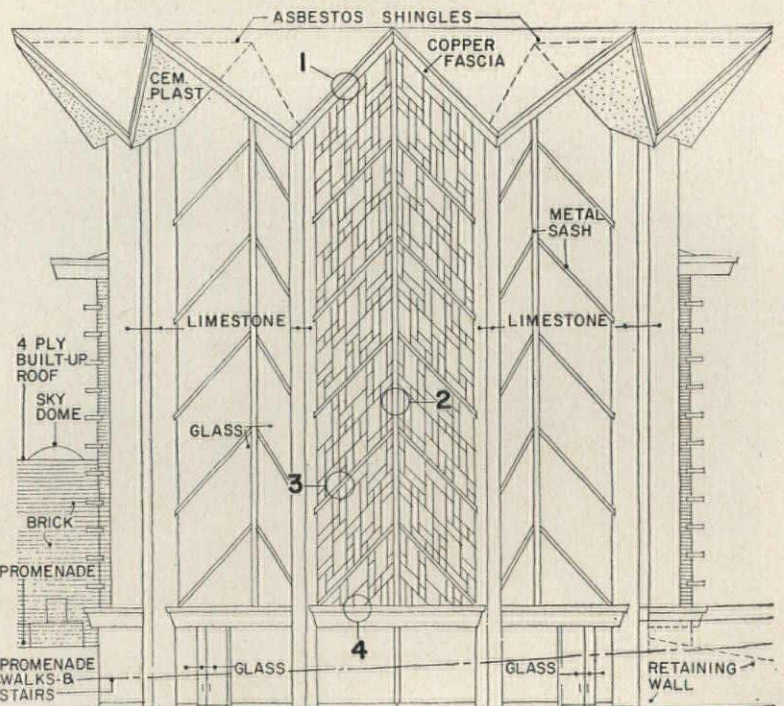 ASBESTOS SHINGLES
1
COPPER
FASCIA
CEM.
PLAST
METAL
SASH
LIMESTONE
LIMESTONE
4 PLY
BUILT-UP
ROOF
SKY
DOME
2
GLASS
3
BRICK
PROMENADE
4
PROMENADE
WALKS-&
STAIRS
GLASS
GLASS
RETAINING
WALL